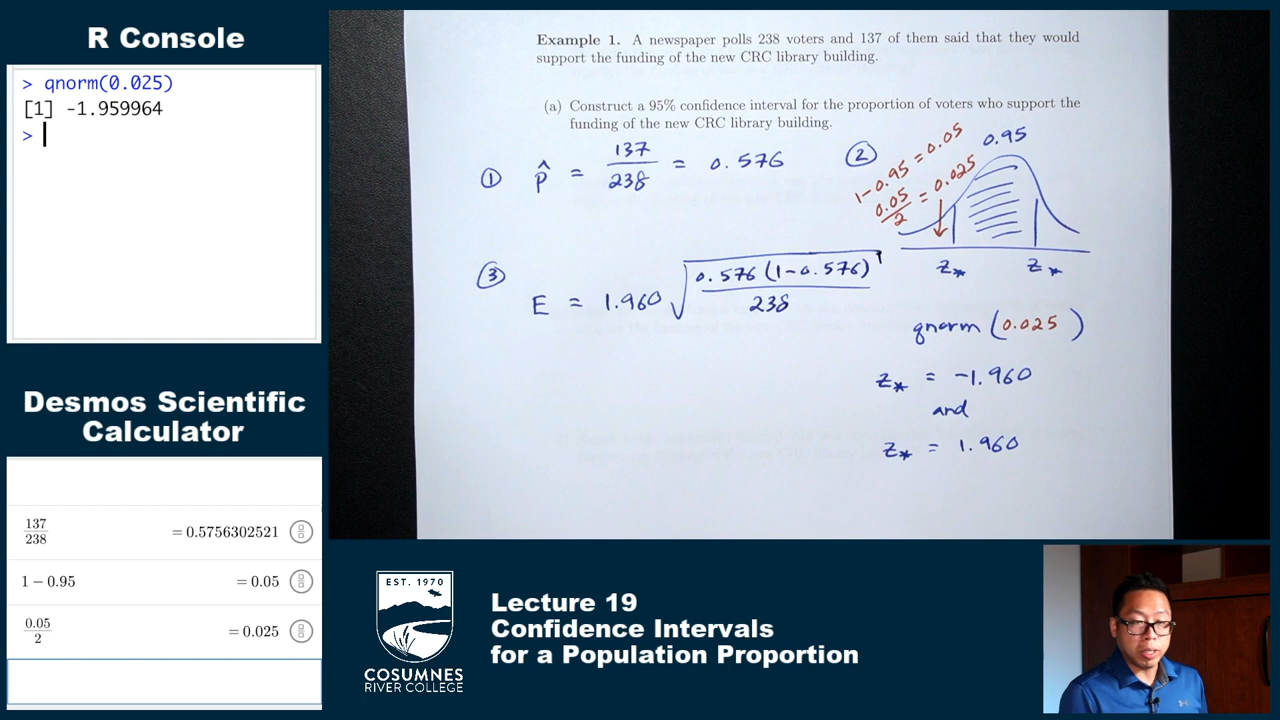 R Console
> qnorm(0.025)
[1] -1.959964
>
Desmos Scientific
Calculator
137
238
= 0.5756302521
1 − 0.95
= 0.05
0.05
2
= 0.025
Example 1. A newspaper polls 238 voters and 137 of them said that they would
support the funding of the new CRC library building.
(a) Construct a 95% confidence interval for the proportion of voters who support the
funding of the new CRC library building.
① p̂ = 137/238 = 0.576
② 1-0.95 = 0.05
0.05/2 = 0.025
0.95
z* z*
③ E = 1.960 √(0.576(1-0.576)/238)
qnorm (0.025)
z* = -1.960
and
z* = 1.960
EST. 1970
COSUMNES
RIVER COLLEGE
Lecture 19
Confidence Intervals
for a Population Proportion